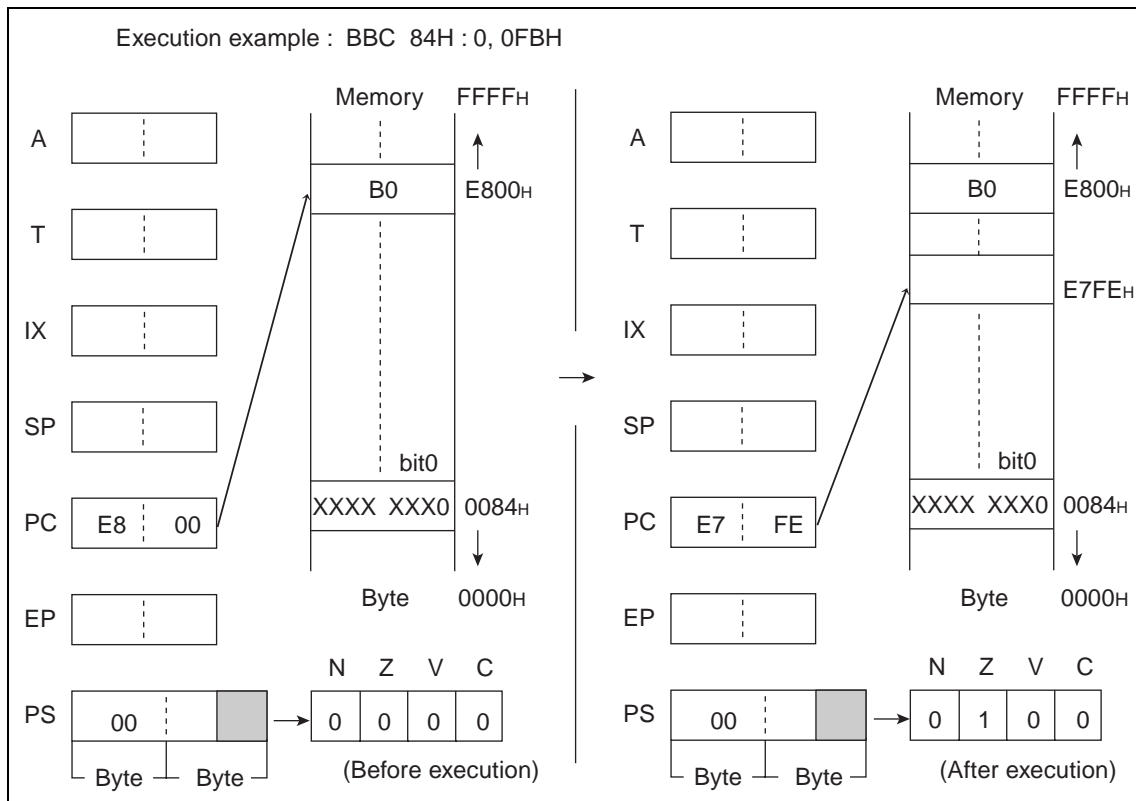 Execution example : BBC 84H : 0, 0FBH
Memory FFFFH
A
B0 E800H
T
IX
SP
bit0
PC E8 00 XXXX XXX0 0084H
EP
Byte 0000H
N Z V C
PS 00 0 0 0 0
Byte Byte (Before execution)
Memory FFFFH
A
B0 E800H
T
E7FEH
IX
SP
bit0
PC E7 FE XXXX XXX0 0084H
EP
Byte 0000H
N Z V C
PS 00 0 1 0 0
Byte Byte (After execution)